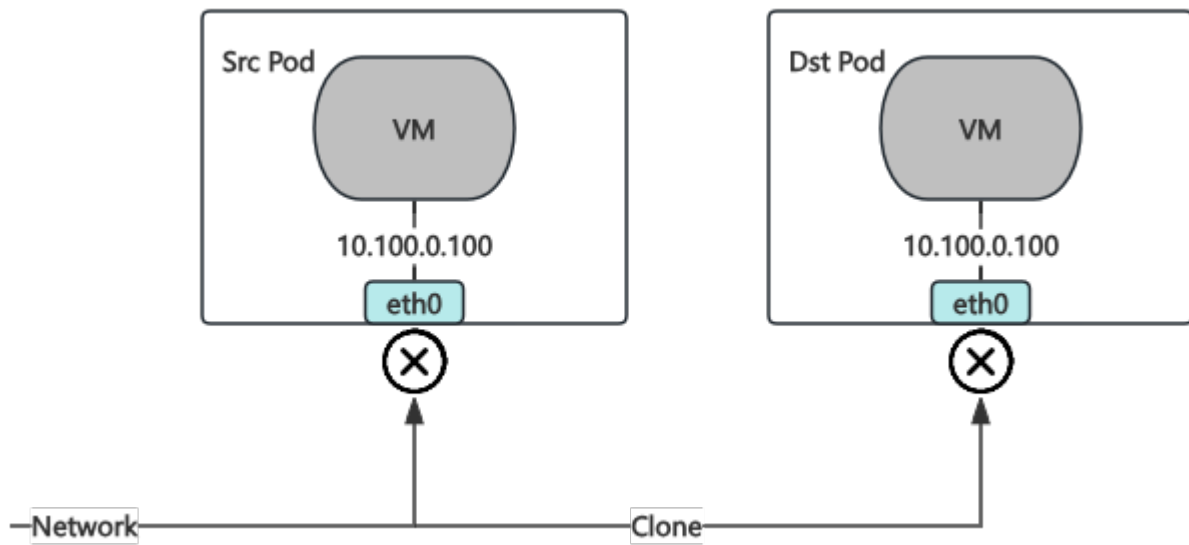 Src Pod
VM
10.100.0.100
eth0
Dst Pod
VM
10.100.0.100
eth0
Network
Clone